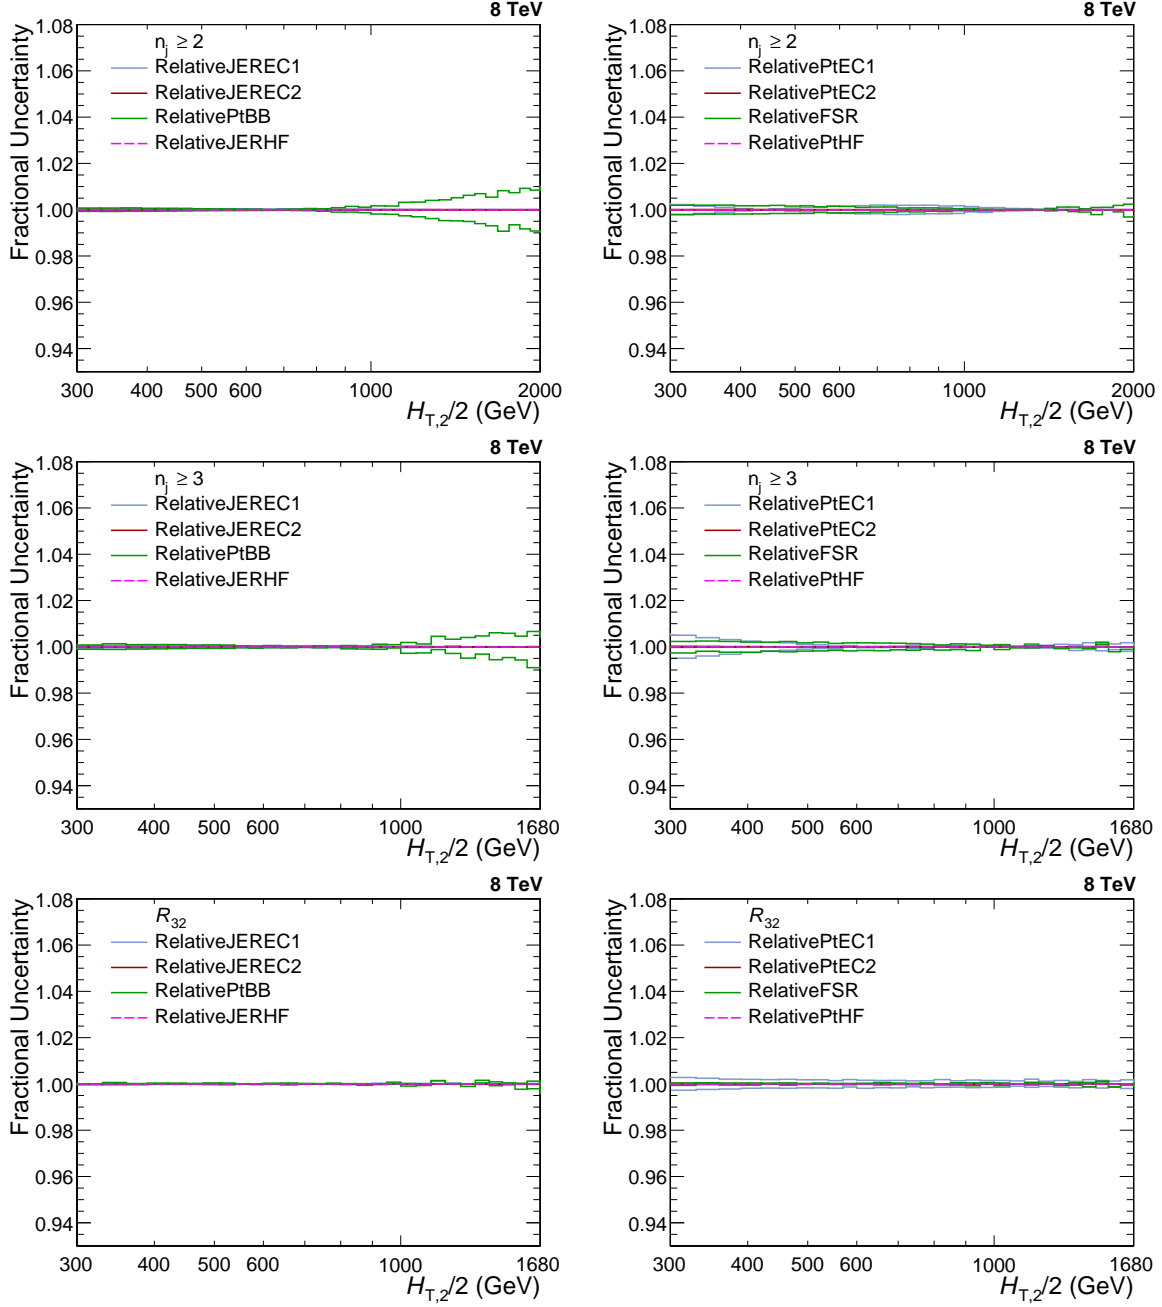 8 TeV
Fractional Uncertainty
1.08
1.06
1.04
1.02
1.00
0.98
0.96
0.94
n_j ≥ 2
RelativeJEREC1
RelativeJEREC2
RelativePtBB
RelativeJERHF
300 400 500 600 1000 2000
H_T,2/2 (GeV)
8 TeV
Fractional Uncertainty
1.08
1.06
1.04
1.02
1.00
0.98
0.96
0.94
n_j ≥ 2
RelativePtEC1
RelativePtEC2
RelativeFSR
RelativePtHF
300 400 500 600 1000 2000
H_T,2/2 (GeV)
8 TeV
Fractional Uncertainty
1.08
1.06
1.04
1.02
1.00
0.98
0.96
0.94
n_j ≥ 3
RelativeJEREC1
RelativeJEREC2
RelativePtBB
RelativeJERHF
300 400 500 600 1000 1680
H_T,2/2 (GeV)
8 TeV
Fractional Uncertainty
1.08
1.06
1.04
1.02
1.00
0.98
0.96
0.94
n_j ≥ 3
RelativePtEC1
RelativePtEC2
RelativeFSR
RelativePtHF
300 400 500 600 1000 1680
H_T,2/2 (GeV)
8 TeV
Fractional Uncertainty
1.08
1.06
1.04
1.02
1.00
0.98
0.96
0.94
R_32
RelativeJEREC1
RelativeJEREC2
RelativePtBB
RelativeJERHF
300 400 500 600 1000 1680
H_T,2/2 (GeV)
8 TeV
Fractional Uncertainty
1.08
1.06
1.04
1.02
1.00
0.98
0.96
0.94
R_32
RelativePtEC1
RelativePtEC2
RelativeFSR
RelativePtHF
300 400 500 600 1000 1680
H_T,2/2 (GeV)